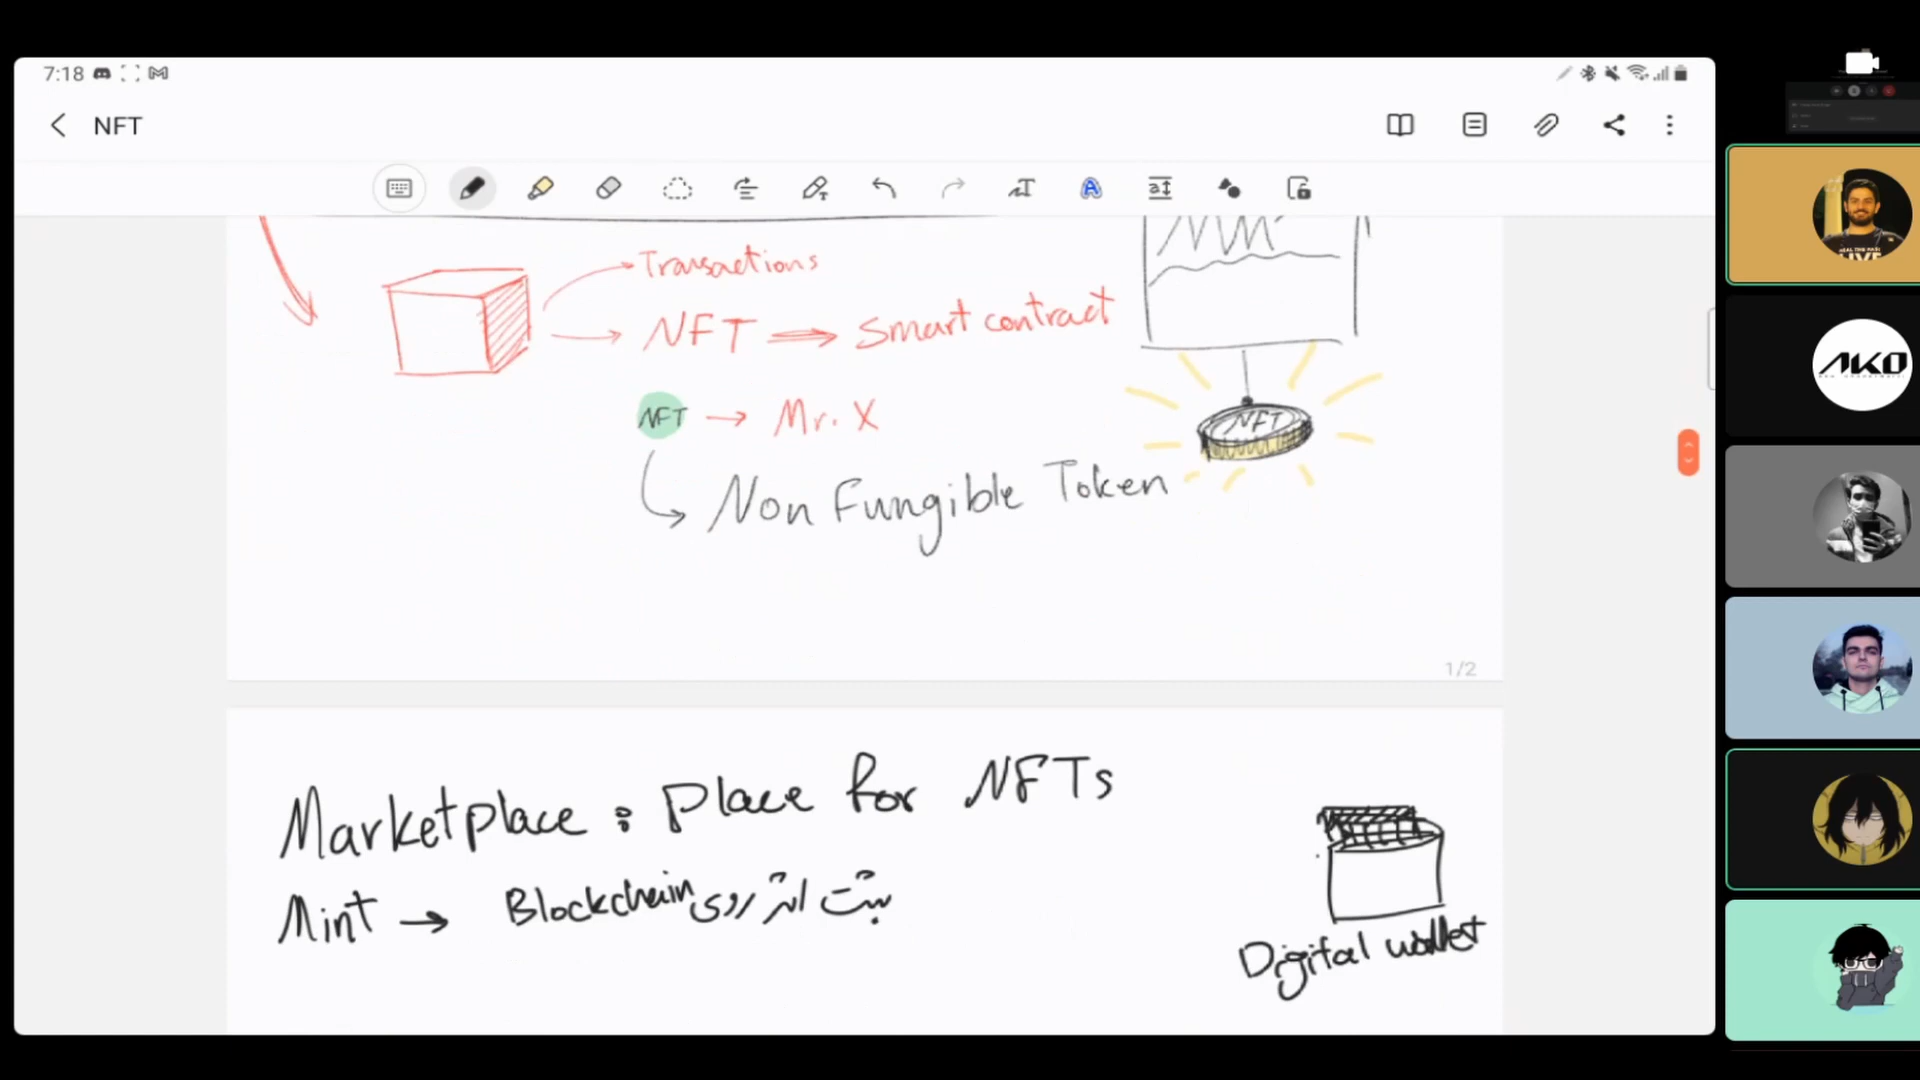 7:18
NFT
Transactions
NFT ⇒ Smart contract
NFT → Mr. X
NFT
Non Fungible Token
1/2
Marketplace : Place for NFTs
Mint → ثبت اثر روی Blockchain
Digital wallet
AKO